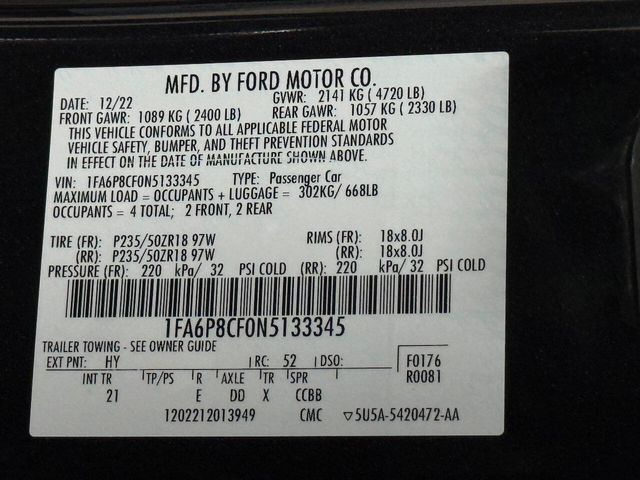 MFD. BY FORD MOTOR CO.
DATE: 12/22 GVWR: 2141 KG ( 4720 LB)
FRONT GAWR: 1089 KG ( 2400 LB) REAR GAWR: 1057 KG ( 2330 LB)
THIS VEHICLE CONFORMS TO ALL APPLICABLE FEDERAL MOTOR
VEHICLE SAFETY, BUMPER, AND THEFT PREVENTION STANDARDS
IN EFFECT ON THE DATE OF MANUFACTURE SHOWN ABOVE.
VIN: 1FA6P8CF0N5133345 TYPE: Passenger Car
MAXIMUM LOAD = OCCUPANTS + LUGGAGE = 302KG/ 668LB
OCCUPANTS = 4 TOTAL; 2 FRONT, 2 REAR
TIRE (FR): P235/50ZR18 97W RIMS (FR): 18x8.0J
(RR): P235/50ZR18 97W (RR): 18x8.0J
PRESSURE (FR): 220 kPa/ 32 PSI COLD (RR): 220 kPa/ 32 PSI COLD
1FA6P8CF0N5133345
TRAILER TOWING - SEE OWNER GUIDE
EXT PNT: HY RC: 52 DSO: F0176
INT TR TP/PS R AXLE TR SPR R0081
21 E DD X CCBB
1202212013949 CMC ▽5U5A-5420472-AA